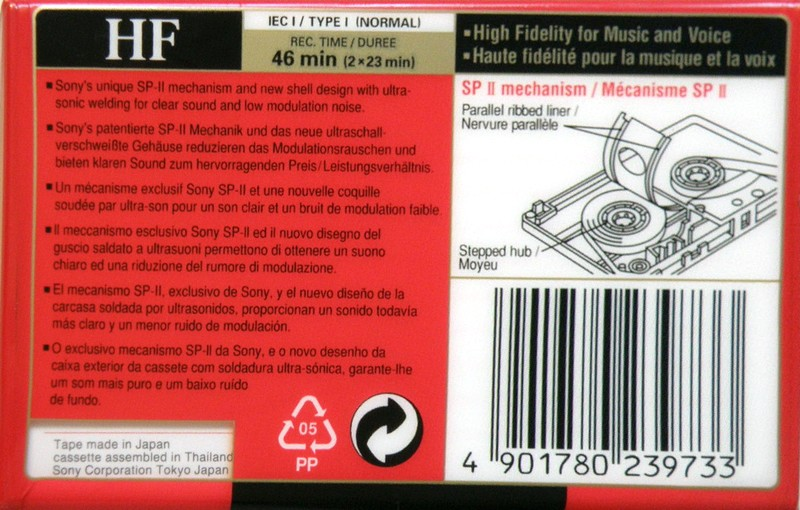 HF
IEC I / TYPE I (NORMAL)
REC. TIME / DUREE
46 min (2×23 min)
▪High Fidelity for Music and Voice
▪Haute fidélité pour la musique et la voix
▪Sony's unique SP-II mechanism and new shell design with ultra-
sonic welding for clear sound and low modulation noise.
▪Sony's patentierte SP-II Mechanik und das neue ultraschall-
verschweißte Gehäuse reduzieren das Modulationsrauschen und
bieten klaren Sound zum hervorragenden Preis/Leistungsverhältnis.
▪Un mécanisme exclusif Sony SP-II et une nouvelle coquille
soudée par ultra-son pour un son clair et un bruit de modulation faible.
▪Il meccanismo esclusivo Sony SP-II ed il nuovo disegno del
guscio saldato a ultrasuoni permettono di ottenere un suono
chiaro ed una riduzione del rumore di modulazione.
▪El mecanismo SP-II, exclusivo de Sony, y el nuevo diseño de la
carcasa soldada por ultrasonidos, proporcionan un sonido todavía
más claro y un menor ruido de modulación.
▪O exclusivo mecanismo SP-II da Sony, e o novo desenho da
caixa exterior da cassete com soldadura ultra-sónica, garante-lhe
um som mais puro e um baixo ruído
de fundo.
05
PP
Tape made in Japan
cassette assembled in Thailand
Sony Corporation Tokyo Japan
SP II mechanism / Mécanisme SP II
Parallel ribbed liner /
Nervure parallèle
Stepped hub /
Moyeu
4 901780 239733